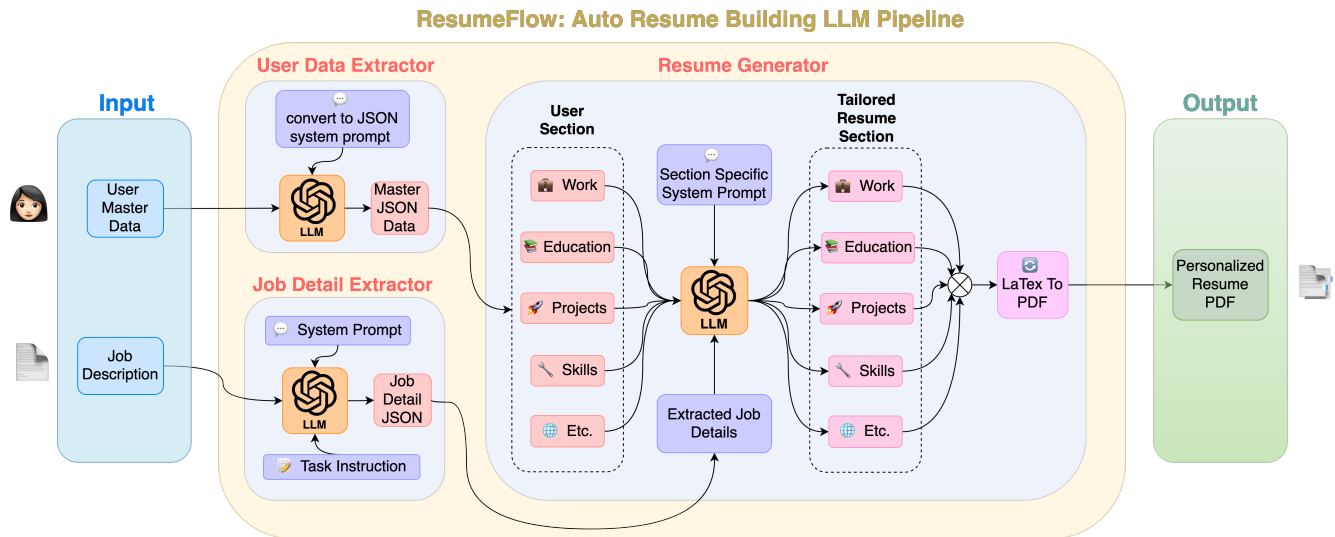 ResumeFlow: Auto Resume Building LLM Pipeline
Input
User
Master
Data
Job
Description
User Data Extractor
convert to JSON
system prompt
LLM
Master
JSON
Data
Job Detail Extractor
System Prompt
LLM
Job
Detail
JSON
Task Instruction
Resume Generator
User
Section
Work
Education
Projects
Skills
Etc.
Section Specific
System Prompt
LLM
Extracted Job
Details
Tailored
Resume
Section
Work
Education
Projects
Skills
Etc.
LaTex To
PDF
Output
Personalized
Resume
PDF